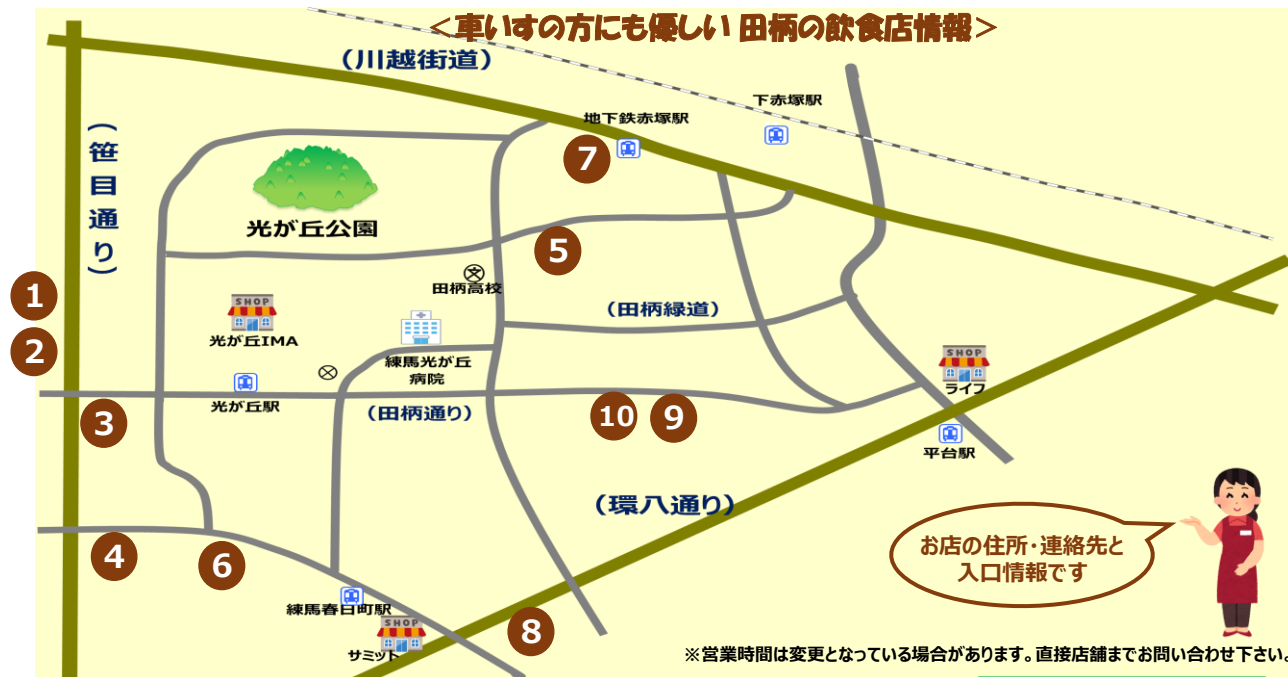 ＜車いすの方にも優しい 田柄の飲食店情報＞
（川越街道）
下赤塚駅
地下鉄赤塚駅
7
（笹目通り）
光が丘公園
5
田柄高校
1
SHOP
（田柄緑道）
光が丘IMA
2
練馬光が丘
病院
SHOP
ライフ
光が丘駅
（田柄通り）
3
10
9
平台駅
（環八通り）
お店の住所・連絡先と
入口情報です
4
6
練馬春日町駅
SHOP
サミット
8
※営業時間は変更となっている場合があります。直接店舗までお問い合わせ下さい。